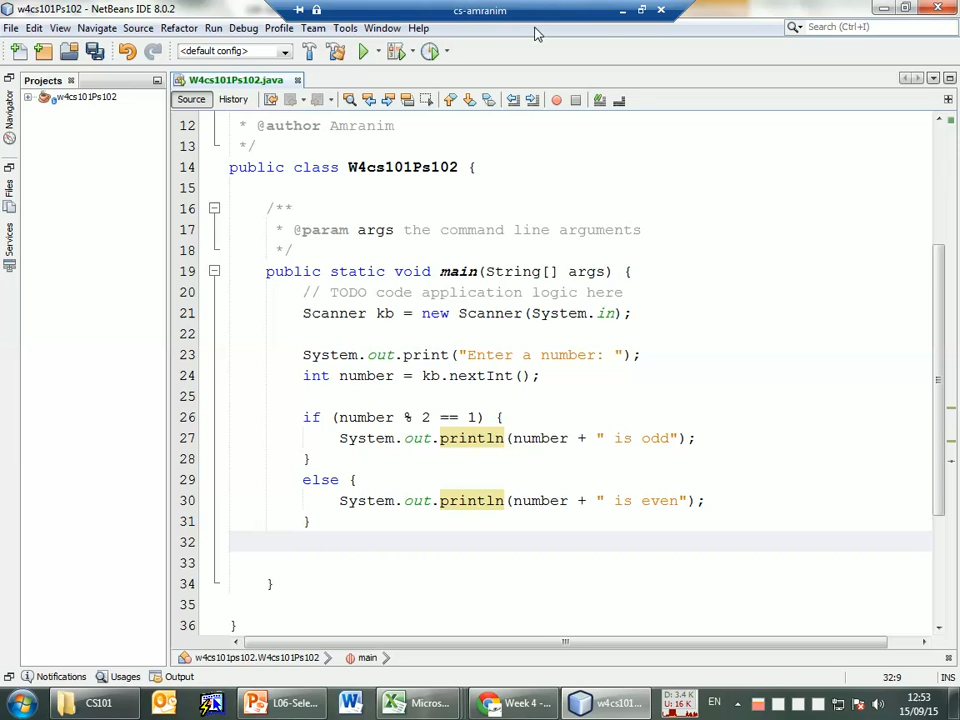 w4cs101Ps102 - NetBeans IDE 8.0.2
cs-amranim
File Edit View Navigate Source Refactor Run Debug Profile Team Tools Window Help
Search (Ctrl+I)
<default config>
Projects
W4cs101Ps102.java
w4cs101Ps102
Source History
Navigator
Files
Services
12 * @author Amranim
13 */
14 public class W4cs101Ps102 {
15
16 /**
17 * @param args the command line arguments
18 */
19 public static void main(String[] args) {
20 // TODO code application logic here
21 Scanner kb = new Scanner(System.in);
22
23 System.out.print("Enter a number: ");
24 int number = kb.nextInt();
25
26 if (number % 2 == 1) {
27 System.out.println(number + " is odd");
28 }
29 else {
30 System.out.println(number + " is even");
31 }
32
33
34 }
35
36 }
w4cs101ps102.W4cs101Ps102 main
Notifications Usages Output
32:9 INS
CS101
L06-Sele...
Micros...
Week 4 -...
w4cs101...
D: 3.4 K
U: 16 K
EN
12:53
15/09/15